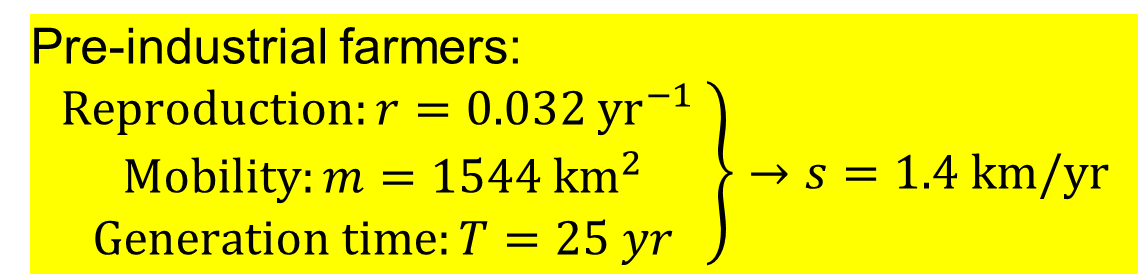 Pre-industrial farmers:
Reproduction: r = 0.032 yr⁻¹
Mobility: m = 1544 km²
Generation time: T = 25 yr
→ s = 1.4 km/yr